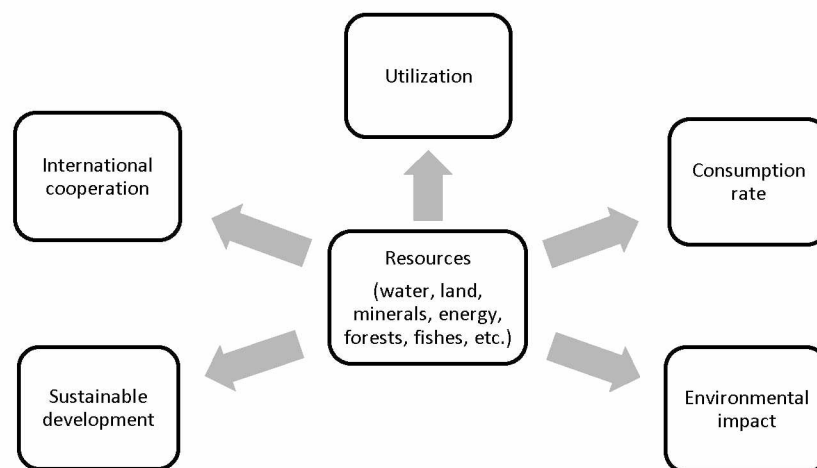 Utilization
International
cooperation
Consumption
rate
Resources
(water, land,
minerals, energy,
forests, fishes, etc.)
Sustainable
development
Environmental
impact